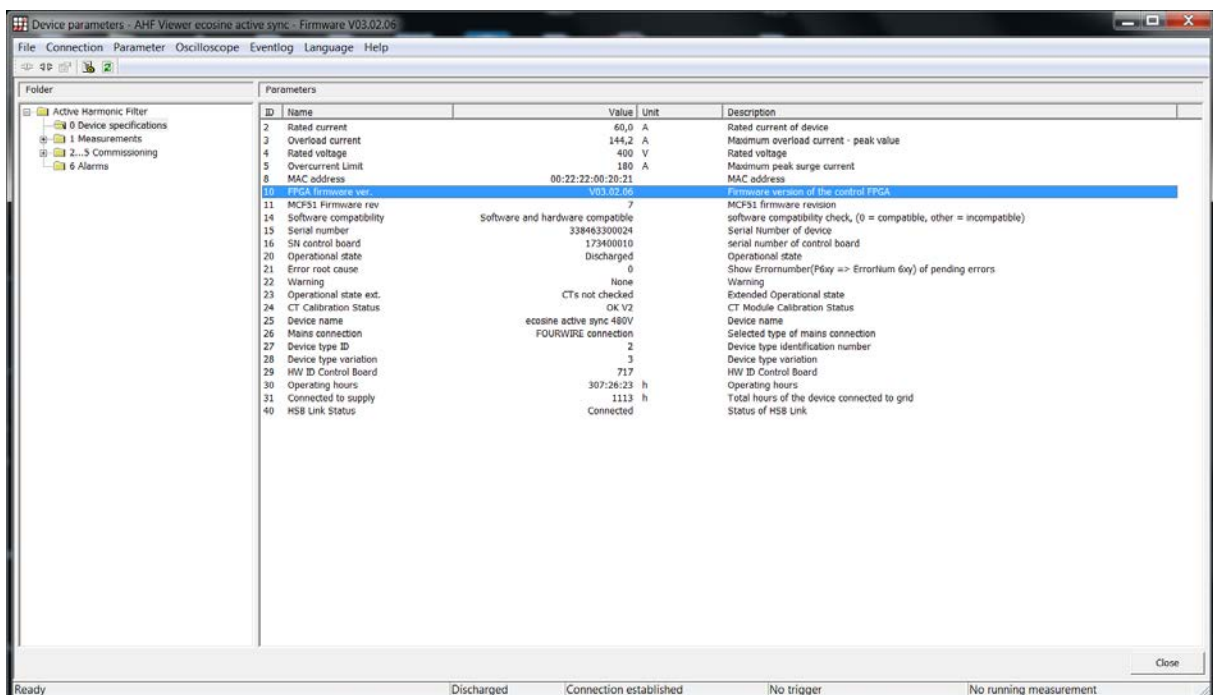 Device parameters - AHF Viewer ecosine active sync - Firmware V03.02.06
File Connection Parameter Oscilloscope Eventlog Language Help
Folder
Parameters
Active Harmonic Filter
0 Device specifications
1 Measurements
2...5 Commissioning
6 Alarms
ID Name Value Unit Description
2 Rated current 60,0 A Rated current of device
3 Overload current 144,2 A Maximum overload current - peak value
4 Rated voltage 400 V Rated voltage
5 Overcurrent Limit 180 A Maximum peak surge current
8 MAC address 00:22:22:00:20:21 MAC address
10 FPGA firmware ver. V03.02.06 Firmware version of the control FPGA
11 MCF51 Firmware rev 7 MCF51 firmware revision
14 Software compatibility Software and hardware compatible software compatibility check, (0 = compatible, other = incompatible)
15 Serial number 338463300024 Serial Number of device
16 SN control board 173400010 serial number of control board
20 Operational state Discharged Operational state
21 Error root cause 0 Show Errornumber(P6xy => ErrorNum 6xy) of pending errors
22 Warning None Warning
23 Operational state ext. CTs not checked Extended Operational state
24 CT Calibration Status OK V2 CT Module Calibration Status
25 Device name ecosine active sync 480V Device name
26 Mains connection FOURWIRE connection Selected type of mains connection
27 Device type ID 2 Device type identification number
28 Device type variation 3 Device type variation
29 HW ID Control Board 717 HW ID Control Board
30 Operating hours 307:26:23 h Operating hours
31 Connected to supply 1113 h Total hours of the device connected to grid
40 HSB Link Status Connected Status of HSB Link
Close
Ready Discharged Connection established No trigger No running measurement